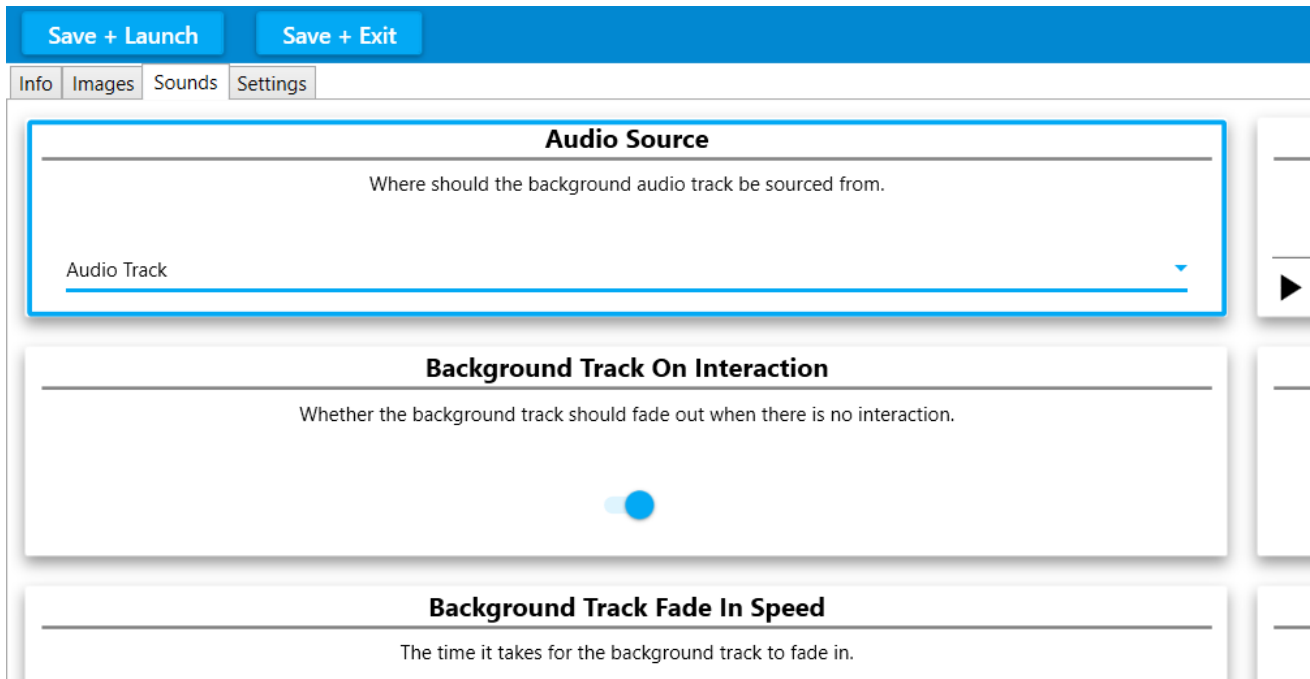 Save + Launch
Save + Exit
Info
Images
Sounds
Settings
Audio Source
Where should the background audio track be sourced from.
Audio Track
Background Track On Interaction
Whether the background track should fade out when there is no interaction.
Background Track Fade In Speed
The time it takes for the background track to fade in.